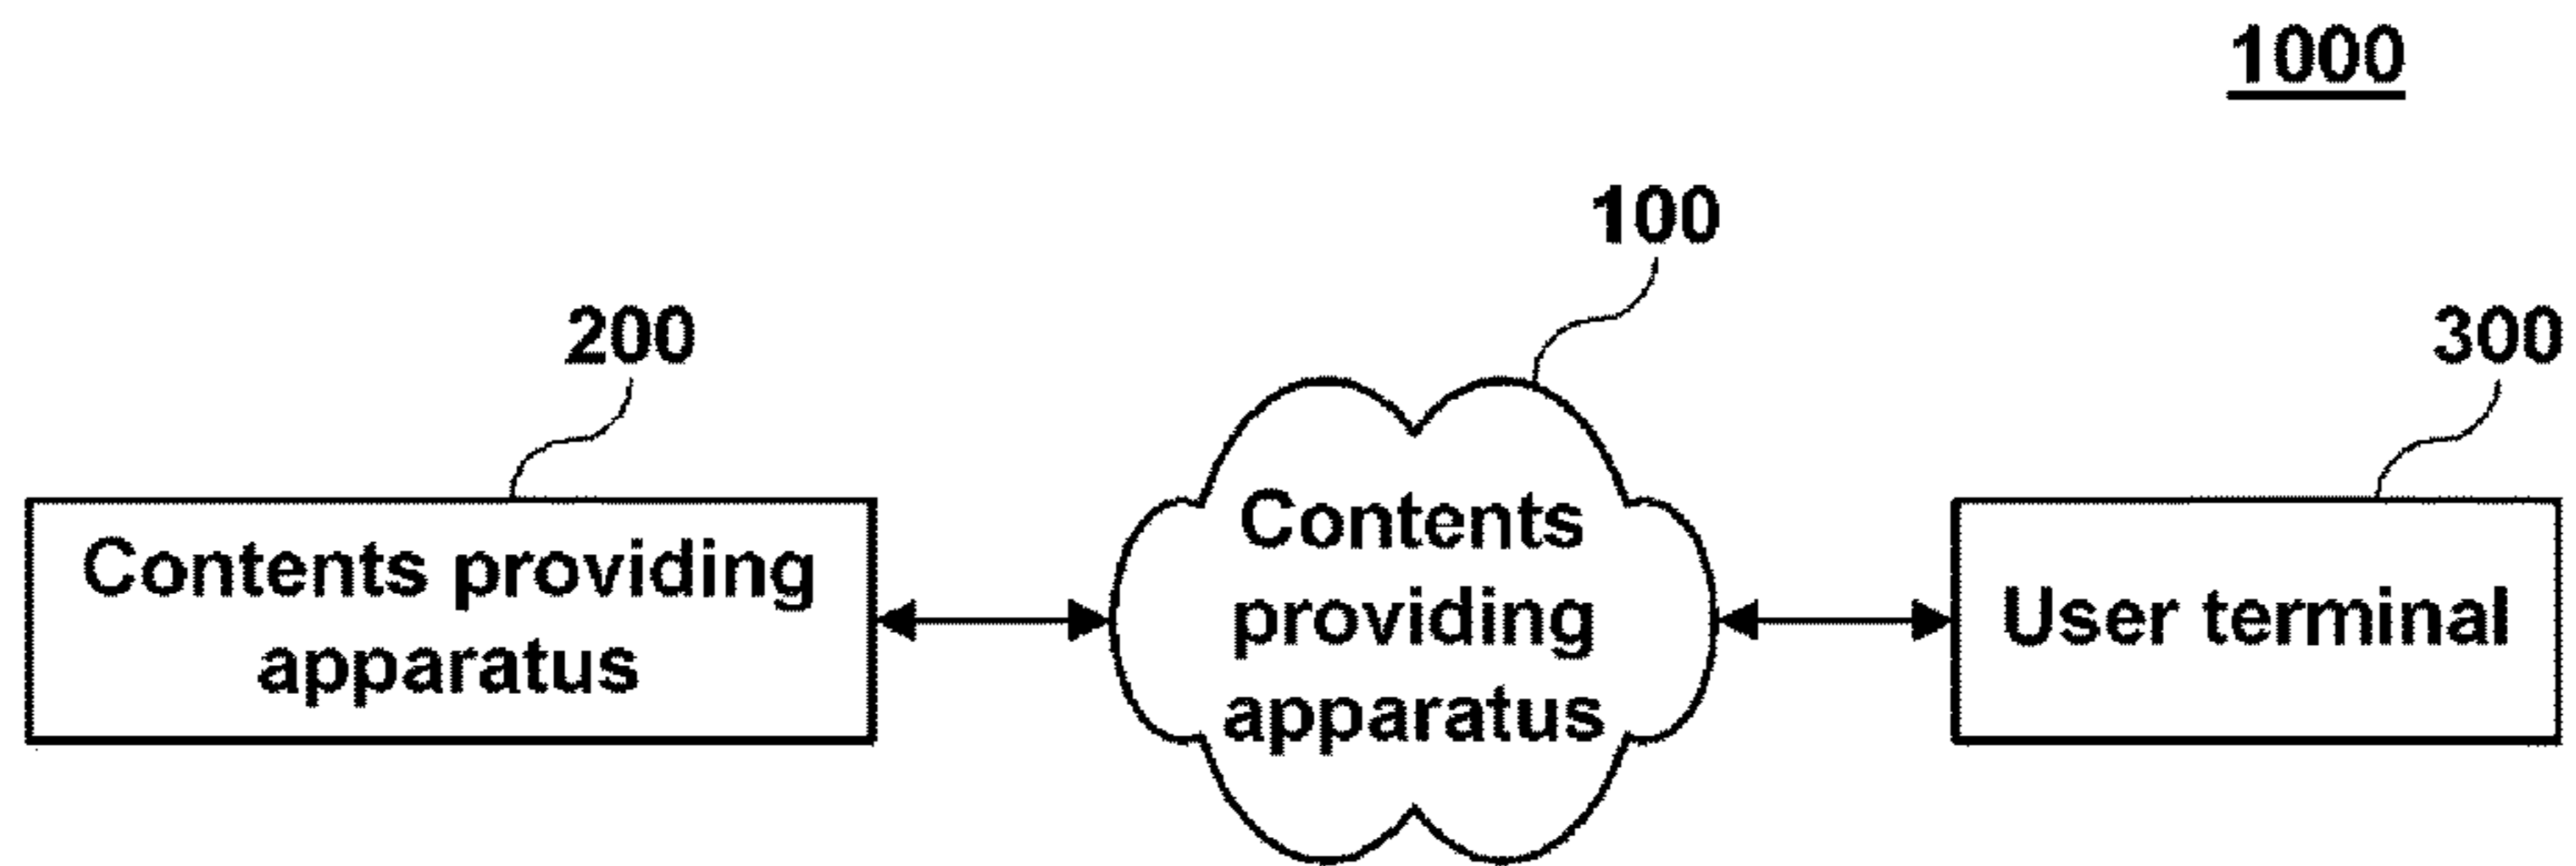 1000
100
200
300
Contents providing
apparatus
Contents
providing
apparatus
User terminal